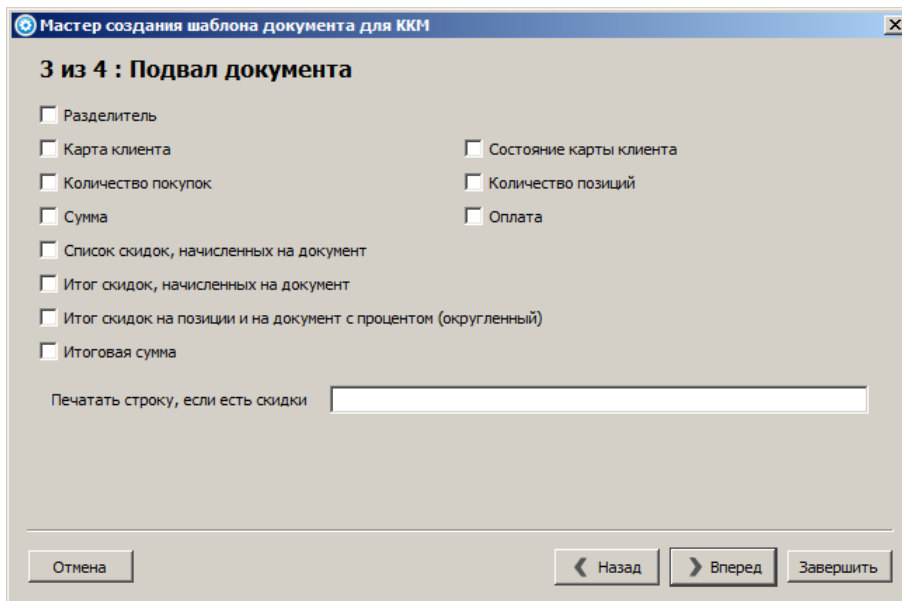 Мастер создания шаблона документа для ККМ
3 из 4 : Подвал документа
Разделитель
Карта клиента Состояние карты клиента
Количество покупок Количество позиций
Сумма Оплата
Список скидок, начисленных на документ
Итог скидок, начисленных на документ
Итог скидок на позиции и на документ с процентом (округленный)
Итоговая сумма
Печатать строку, если есть скидки
Отмена Назад Вперед Завершить